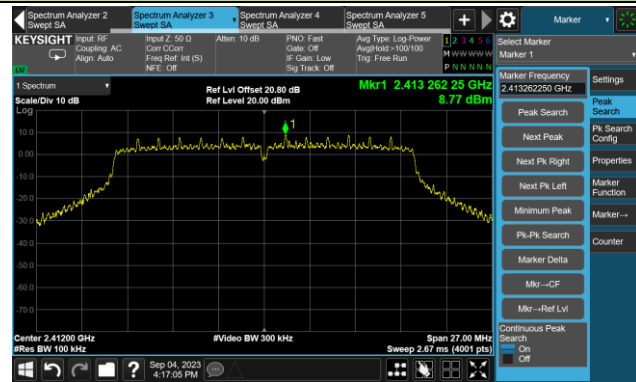 Spectrum Analyzer 2
Swept SA
Spectrum Analyzer 3
Swept SA
Spectrum Analyzer 4
Swept SA
Spectrum Analyzer 5
Swept SA
+
Marker
KEYSIGHT
Input: RF
Coupling: AC
Align: Auto
Input Z: 50 Ω
Corr CCorr
Freq Ref: Int (S)
NFE: Off
Atten: 10 dB
PNO: Fast
Gate: Off
IF Gain: Low
Sig Track: Off
Avg Type: Log-Power
Avg|Hold:>100/100
Trig: Free Run
1 2 3 4 5 6
M W W W W W
P N N N N N
Select Marker
Marker 1
1 Spectrum
Scale/Div 10 dB
Log
Ref Lvl Offset 20.80 dB
Ref Level 20.00 dBm
Mkr1 2.413 262 25 GHz
8.77 dBm
1
10.0
0.00
-10.0
-20.0
-30.0
-40.0
-50.0
-60.0
-70.0
Center 2.41200 GHz
#Res BW 100 kHz
#Video BW 300 kHz
Span 27.00 MHz
Sweep 2.67 ms (4001 pts)
Marker Frequency
2.413262250 GHz
Peak Search
Next Peak
Next Pk Right
Next Pk Left
Minimum Peak
Pk-Pk Search
Marker Delta
Mkr→CF
Mkr→Ref Lvl
Continuous Peak
Search
On
Off
Settings
Peak
Search
Pk Search
Config
Properties
Marker
Function
Marker→
Counter
?
Sep 04, 2023
4:17:05 PM